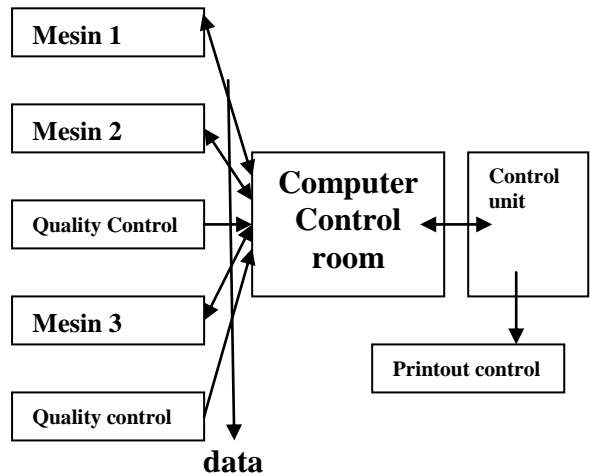 Mesin 1
Mesin 2
Quality Control
Mesin 3
Quality control
Computer
Control
room
Control
unit
Printout control
data